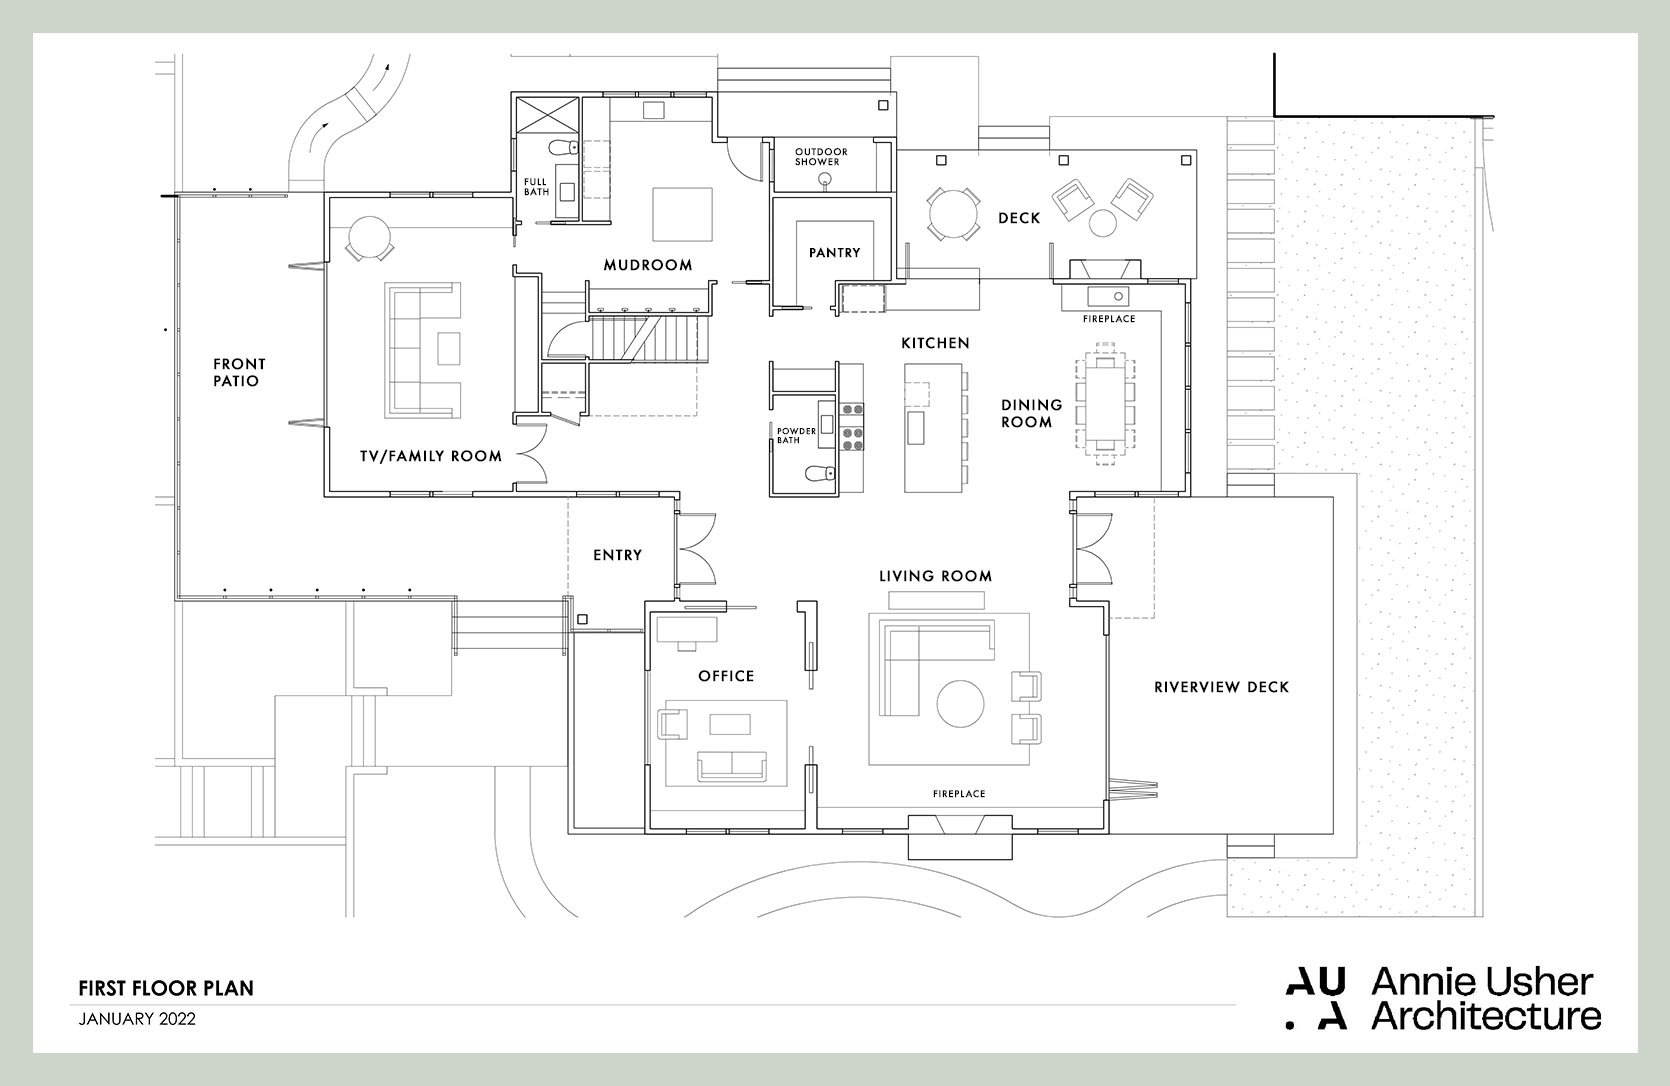 OUTDOOR
SHOWER
FULL
BATH
DECK
PANTRY
MUDROOM
FIREPLACE
KITCHEN
FRONT
PATIO
DINING
ROOM
POWDER
BATH
TV/FAMILY ROOM
ENTRY
LIVING ROOM
OFFICE
RIVERVIEW DECK
FIREPLACE
FIRST FLOOR PLAN
JANUARY 2022
AU.A
Annie Usher
Architecture